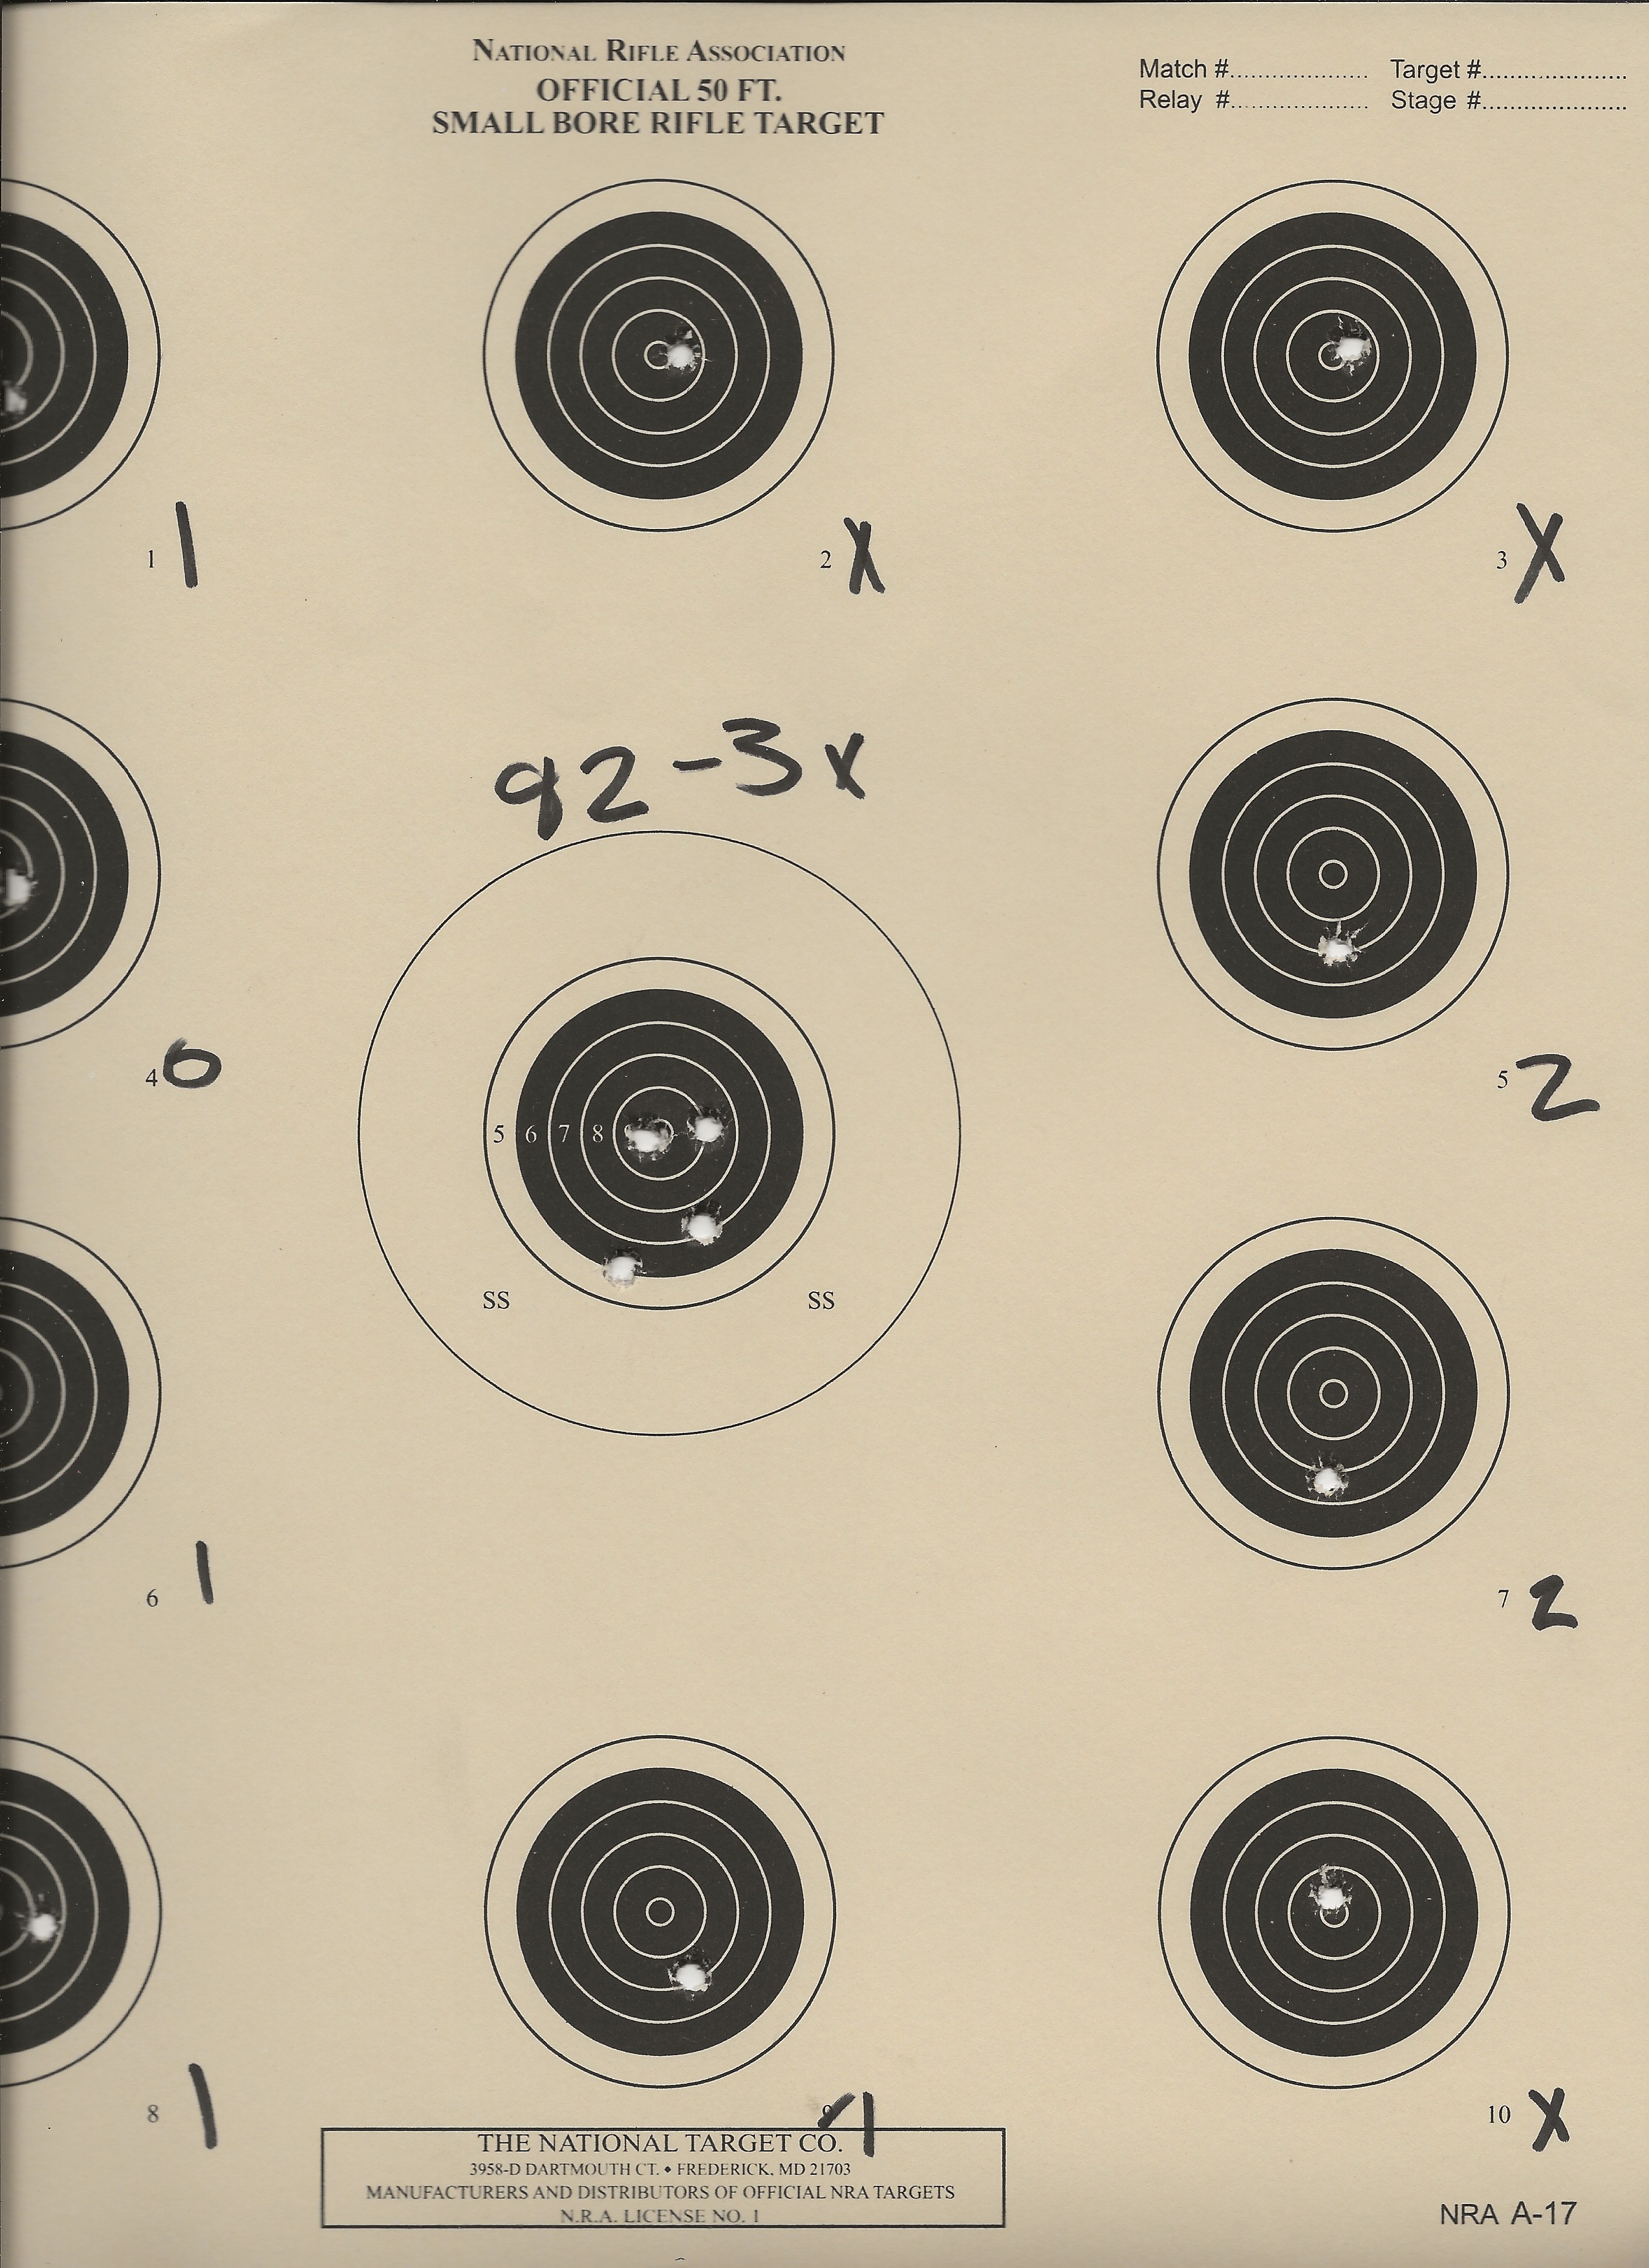 NATIONAL RIFLE ASSOCIATION
OFFICIAL 50 FT.
SMALL BORE RIFLE TARGET
Match #.................... Target #.....................
Relay #.................... Stage #.....................
1 1
2 X
3 X
92-3x
4 0
5 2
5 6 7 8
SS SS
6 1
7 2
8 1
9 1
10 X
THE NATIONAL TARGET CO.
3958-D DARTMOUTH CT. ♦ FREDERICK, MD 21703
MANUFACTURERS AND DISTRIBUTORS OF OFFICIAL NRA TARGETS
N.R.A. LICENSE NO. 1
NRA A-17